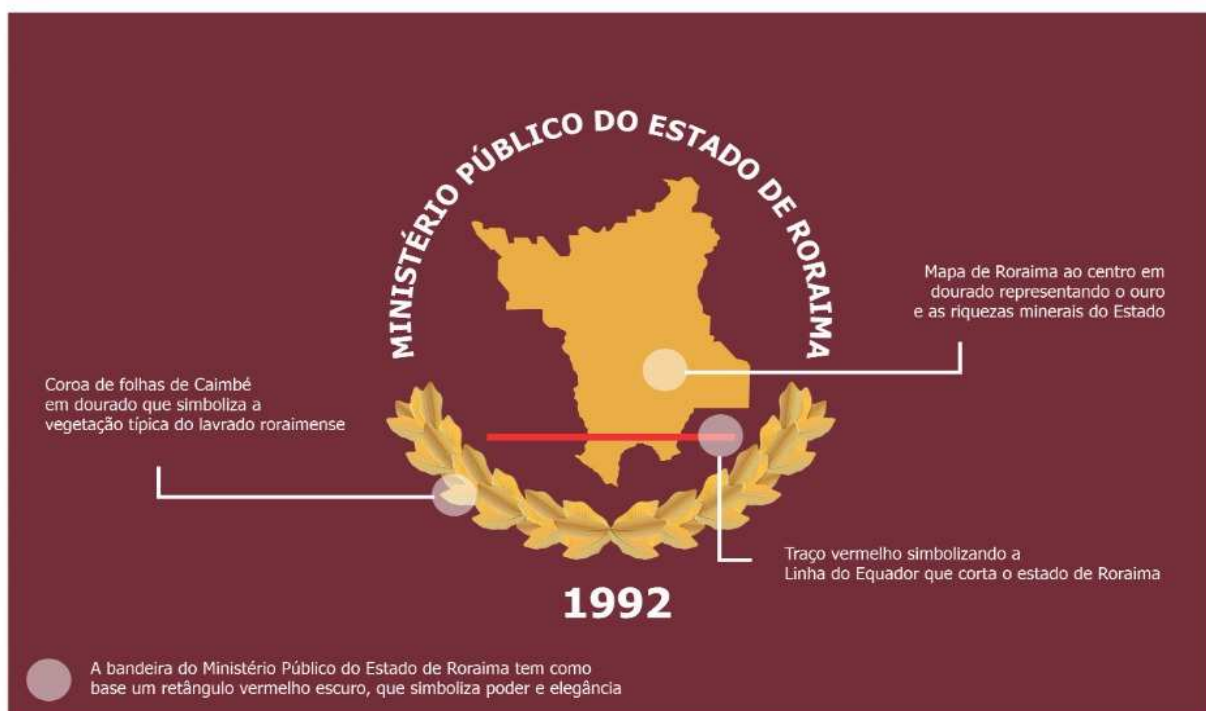 MINISTÉRIO PÚBLICO DO ESTADO DE RORAIMA
Mapa de Roraima ao centro em
dourado representando o ouro
e as riquezas minerais do Estado
Coroa de folhas de Caimbé
em dourado que simboliza a
vegetação típica do lavrado roraimense
Traço vermelho simbolizando a
Linha do Equador que corta o estado de Roraima
1992
A bandeira do Ministério Público do Estado de Roraima tem como
base um retângulo vermelho escuro, que simboliza poder e elegância